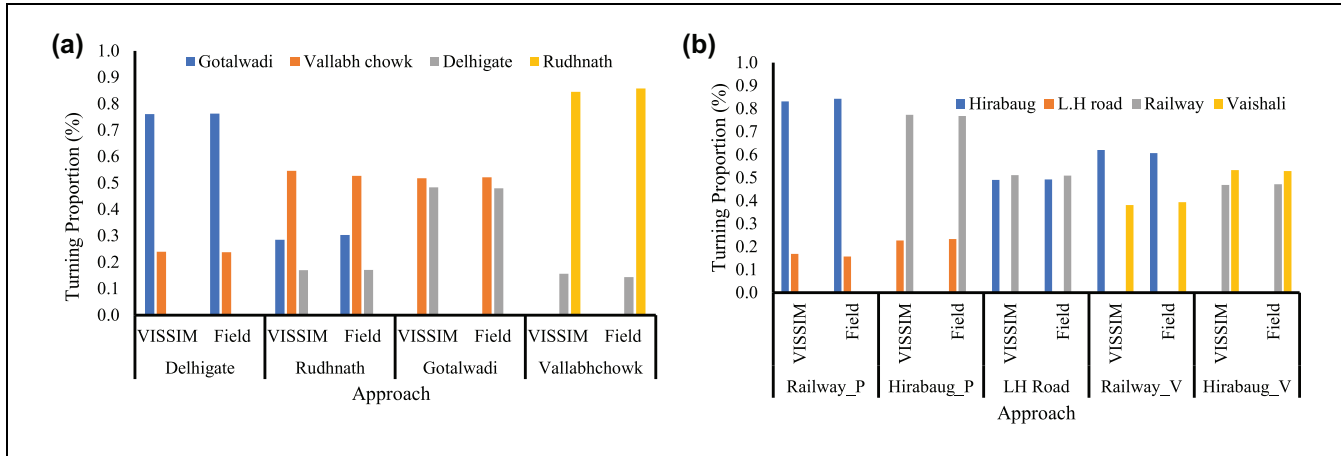 (a)
Gotalwadi Vallabh chowk Delhigate Rudhnath
Turning Proportion (%)
1.0
0.9
0.8
0.7
0.6
0.5
0.4
0.3
0.2
0.1
0.0
VISSIM Field VISSIM Field VISSIM Field VISSIM Field
Delhigate Rudhnath Gotalwadi Vallabhchowk
Approach
(b)
Hirabaug L.H road Railway Vaishali
Turning Proportion (%)
1.0
0.9
0.8
0.7
0.6
0.5
0.4
0.3
0.2
0.1
0.0
VISSIM Field VISSIM Field VISSIM Field VISSIM Field VISSIM Field
Railway_P Hirabaug_P LH Road Railway_V Hirabaug_V
Approach